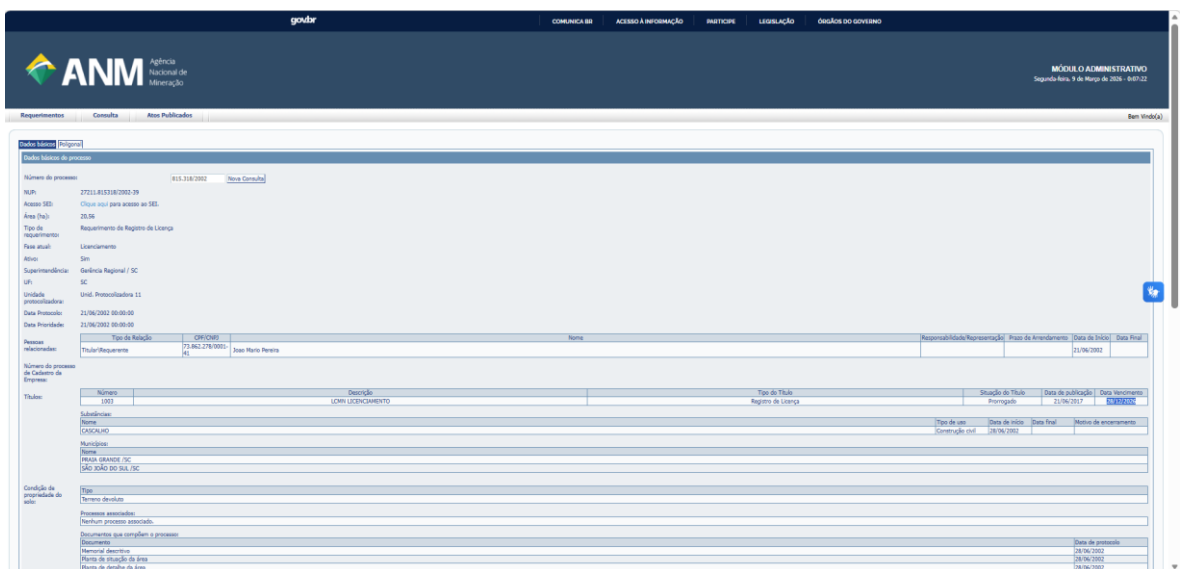 gov.br COMUNICA BR ACESSO À INFORMAÇÃO PARTICIPE LEGISLAÇÃO ÓRGÃOS DO GOVERNO
ANM Agência
Nacional de
Mineração
MÓDULO ADMINISTRATIVO
Segunda-feira, 9 de Março de 2026 - 0:07:22
Requerimentos Consulta Atos Publicados Bem Vindo(a)
Dados básicos Poligonal
Dados básicos do processo
Número do processo: 815.318/2002 Nova Consulta
NUP: 27211.815318/2002-39
Acesso SEI: Clique aqui para acesso ao SEI.
Área (ha): 20,56
Tipo de requerimento: Requerimento de Registro de Licença
Fase atual: Licenciamento
Ativo: Sim
Superintendência: Gerência Regional / SC
UF: SC
Unidade protocolizadora: Unid. Protocolizadora 11
Data Protocolo: 21/06/2002 00:00:00
Data Prioridade: 21/06/2002 00:00:00
Pessoas relacionadas:
Tipo de Relação CPF/CNPJ Nome Responsabilidade/Representação Prazo de Arrendamento Data de Início Data Final
Titular\Requerente 73.862.278/0001-41 Joao Mario Pereira 21/06/2002
Número do processo de Cadastro da Empresa:
Títulos:
Número Descrição Tipo do Título Situação do Título Data de publicação Data Vencimento
1003 LCMN LICENCIAMENTO Registro de Licença Prorrogado 21/06/2017 28/12/2026
Substâncias:
Nome Tipo de uso Data de início Data final Motivo de encerramento
CASCALHO Construção civil 28/06/2002
Municípios:
Nome
PRAIA GRANDE /SC
SÃO JOÃO DO SUL /SC
Condição da propriedade do solo:
Tipo
Terreno devoluto
Processos associados:
Nenhum processo associado.
Documentos que compõem o processo:
Documento Data de protocolo
Memorial descritivo 28/06/2002
Planta de situação da área 28/06/2002
Planta de detalhe da área 28/06/2002